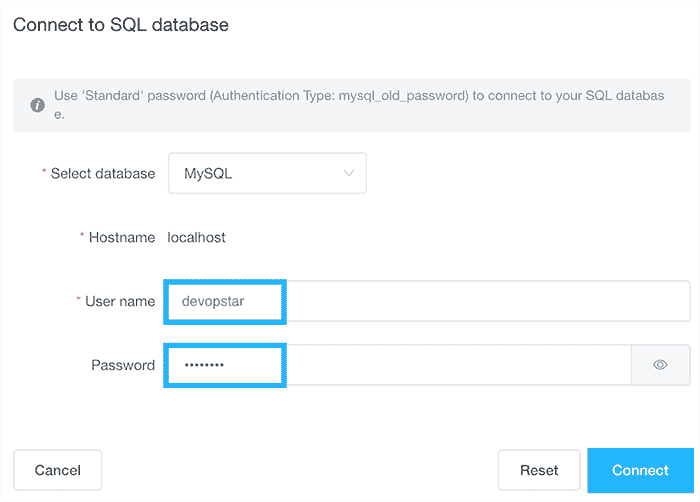 Connect to SQL database
Use 'Standard' password (Authentication Type: mysql_old_password) to connect to your SQL databas
e.
* Select database MySQL
* Hostname localhost
* User name devopstar
Password ••••••••
Cancel Reset Connect